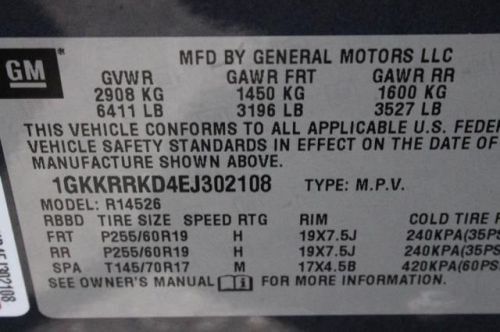 GM
MFD BY GENERAL MOTORS LLC
GVWR GAWR FRT GAWR RR
2908 KG 1450 KG 1600 KG
6411 LB 3196 LB 3527 LB
THIS VEHICLE CONFORMS TO ALL APPLICABLE U.S. FEDE
VEHICLE SAFETY STANDARDS IN EFFECT ON THE DATE OF
MANUFACTURE SHOWN ABOVE.
1GKKRRKD4EJ302108 TYPE: M.P.V.
MODEL: R14526
RBBD TIRE SIZE SPEED RTG RIM COLD TIRE
FRT P255/60R19 H 19X7.5J 240KPA(35PS
RR P255/60R19 H 19X7.5J 240KPA(35PS
SPA T145/70R17 M 17X4.5B 420KPA(60PS
SEE OWNER'S MANUAL FOR MORE INFORMATION.